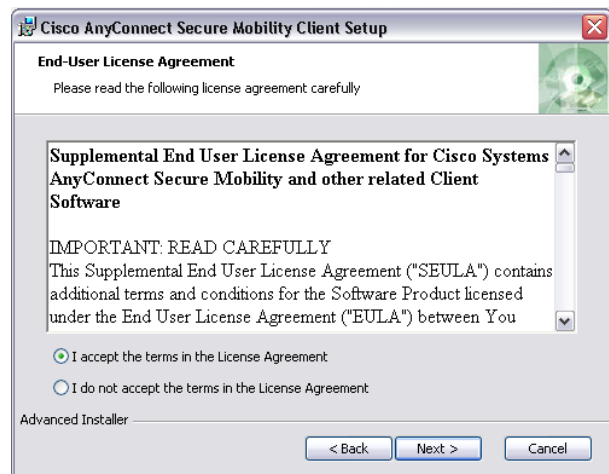 Cisco AnyConnect Secure Mobility Client Setup
End-User License Agreement
Please read the following license agreement carefully
Supplemental End User License Agreement for Cisco Systems
AnyConnect Secure Mobility and other related Client
Software
IMPORTANT: READ CAREFULLY
This Supplemental End User License Agreement ("SEULA") contains
additional terms and conditions for the Software Product licensed
under the End User License Agreement ("EULA") between You
I accept the terms in the License Agreement
I do not accept the terms in the License Agreement
Advanced Installer
< Back
Next >
Cancel